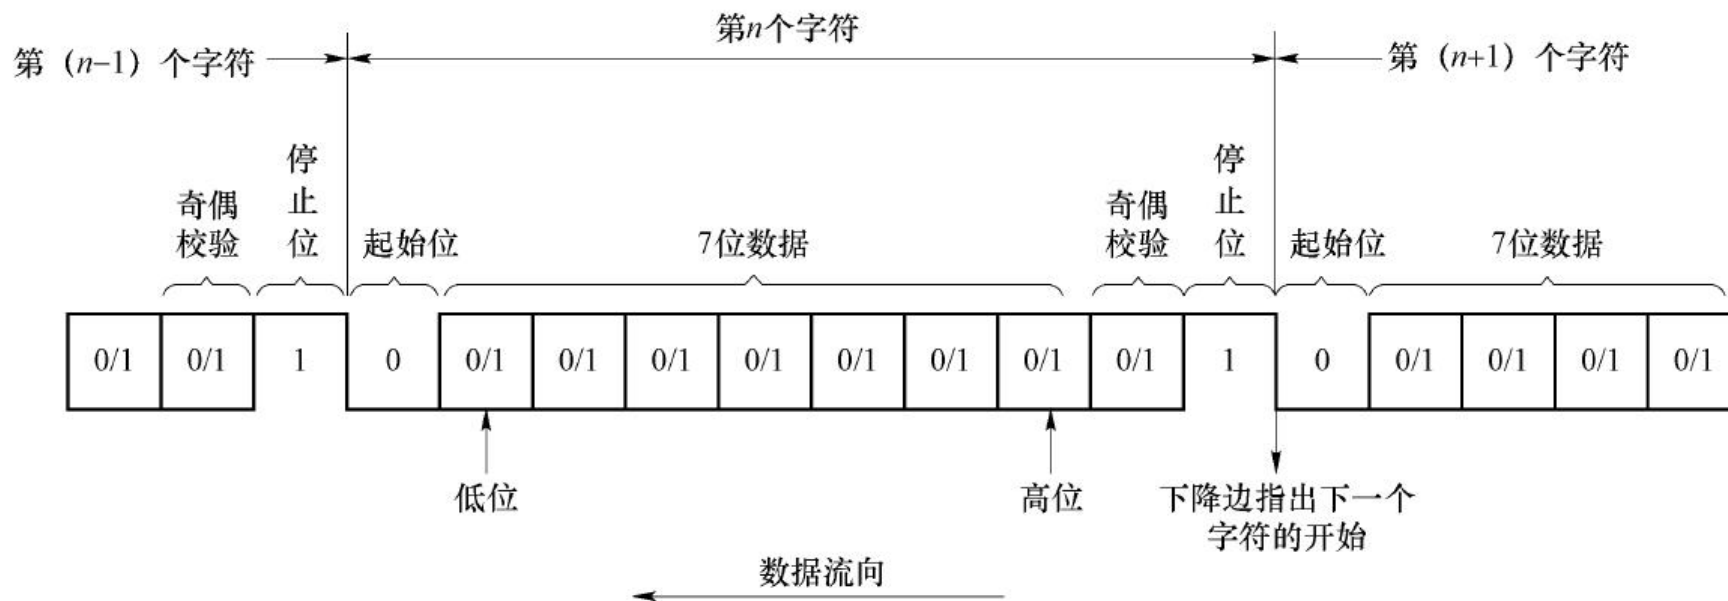 第n个字符
第（n–1）个字符
第（n+1）个字符
奇偶校验
停止位
起始位
7位数据
奇偶校验
停止位
起始位
7位数据
0/1 0/1 1 0 0/1 0/1 0/1 0/1 0/1 0/1 0/1 0/1 1 0 0/1 0/1 0/1 0/1
低位
高位
下降边指出下一个
字符的开始
数据流向